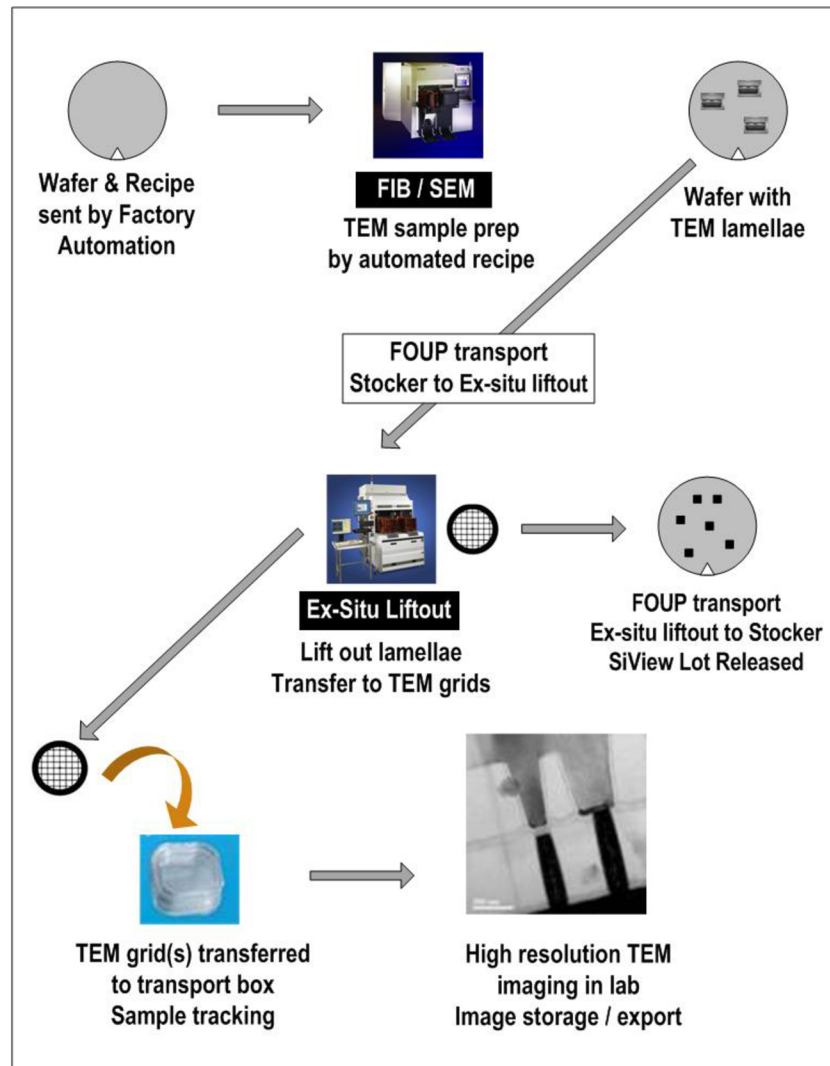 Wafer & Recipe
sent by Factory
Automation
FIB / SEM
TEM sample prep
by automated recipe
Wafer with
TEM lamellae
FOUP transport
Stocker to Ex-situ liftout
Ex-Situ Liftout
Lift out lamellae
Transfer to TEM grids
FOUP transport
Ex-situ liftout to Stocker
SiView Lot Released
TEM grid(s) transferred
to transport box
Sample tracking
High resolution TEM
imaging in lab
Image storage / export